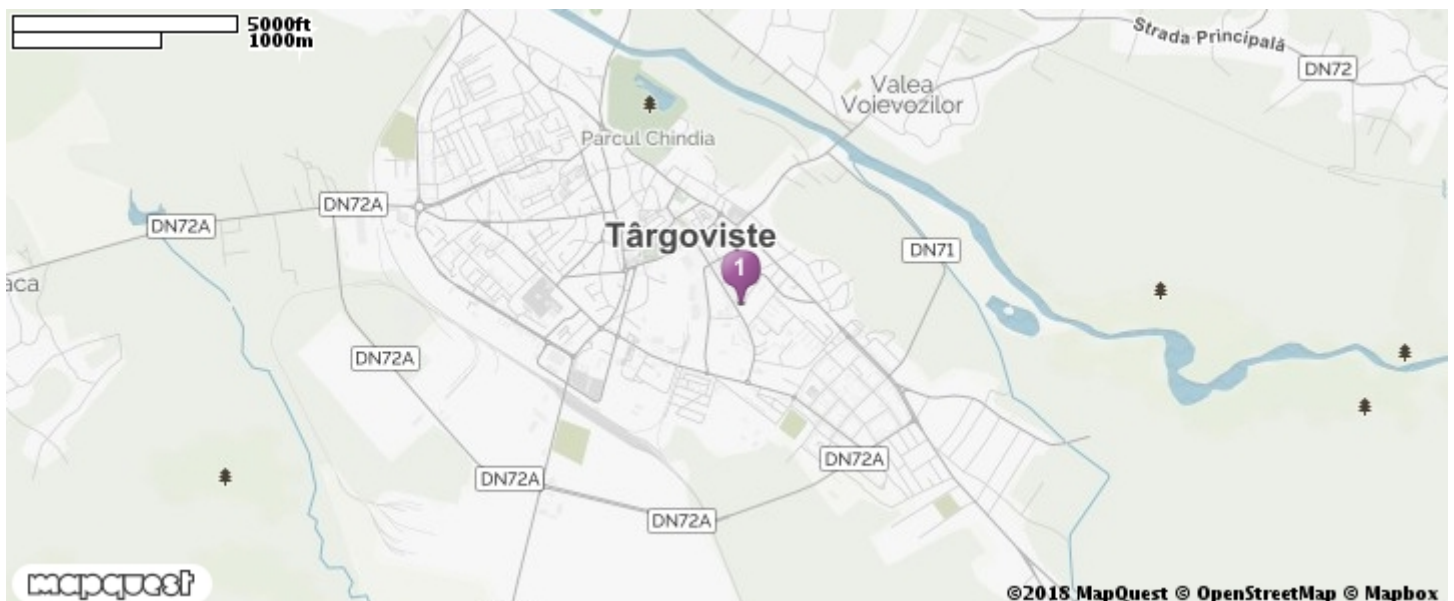 5000ft
1000m
Strada Principală
DN72
Valea
Voievozilor
Parcul Chindia
DN72A
DN72A
Târgoviste
DN71
1
aca
DN72A
DN72A
DN72A
DN72A
mapquest
©2018 MapQuest © OpenStreetMap © Mapbox